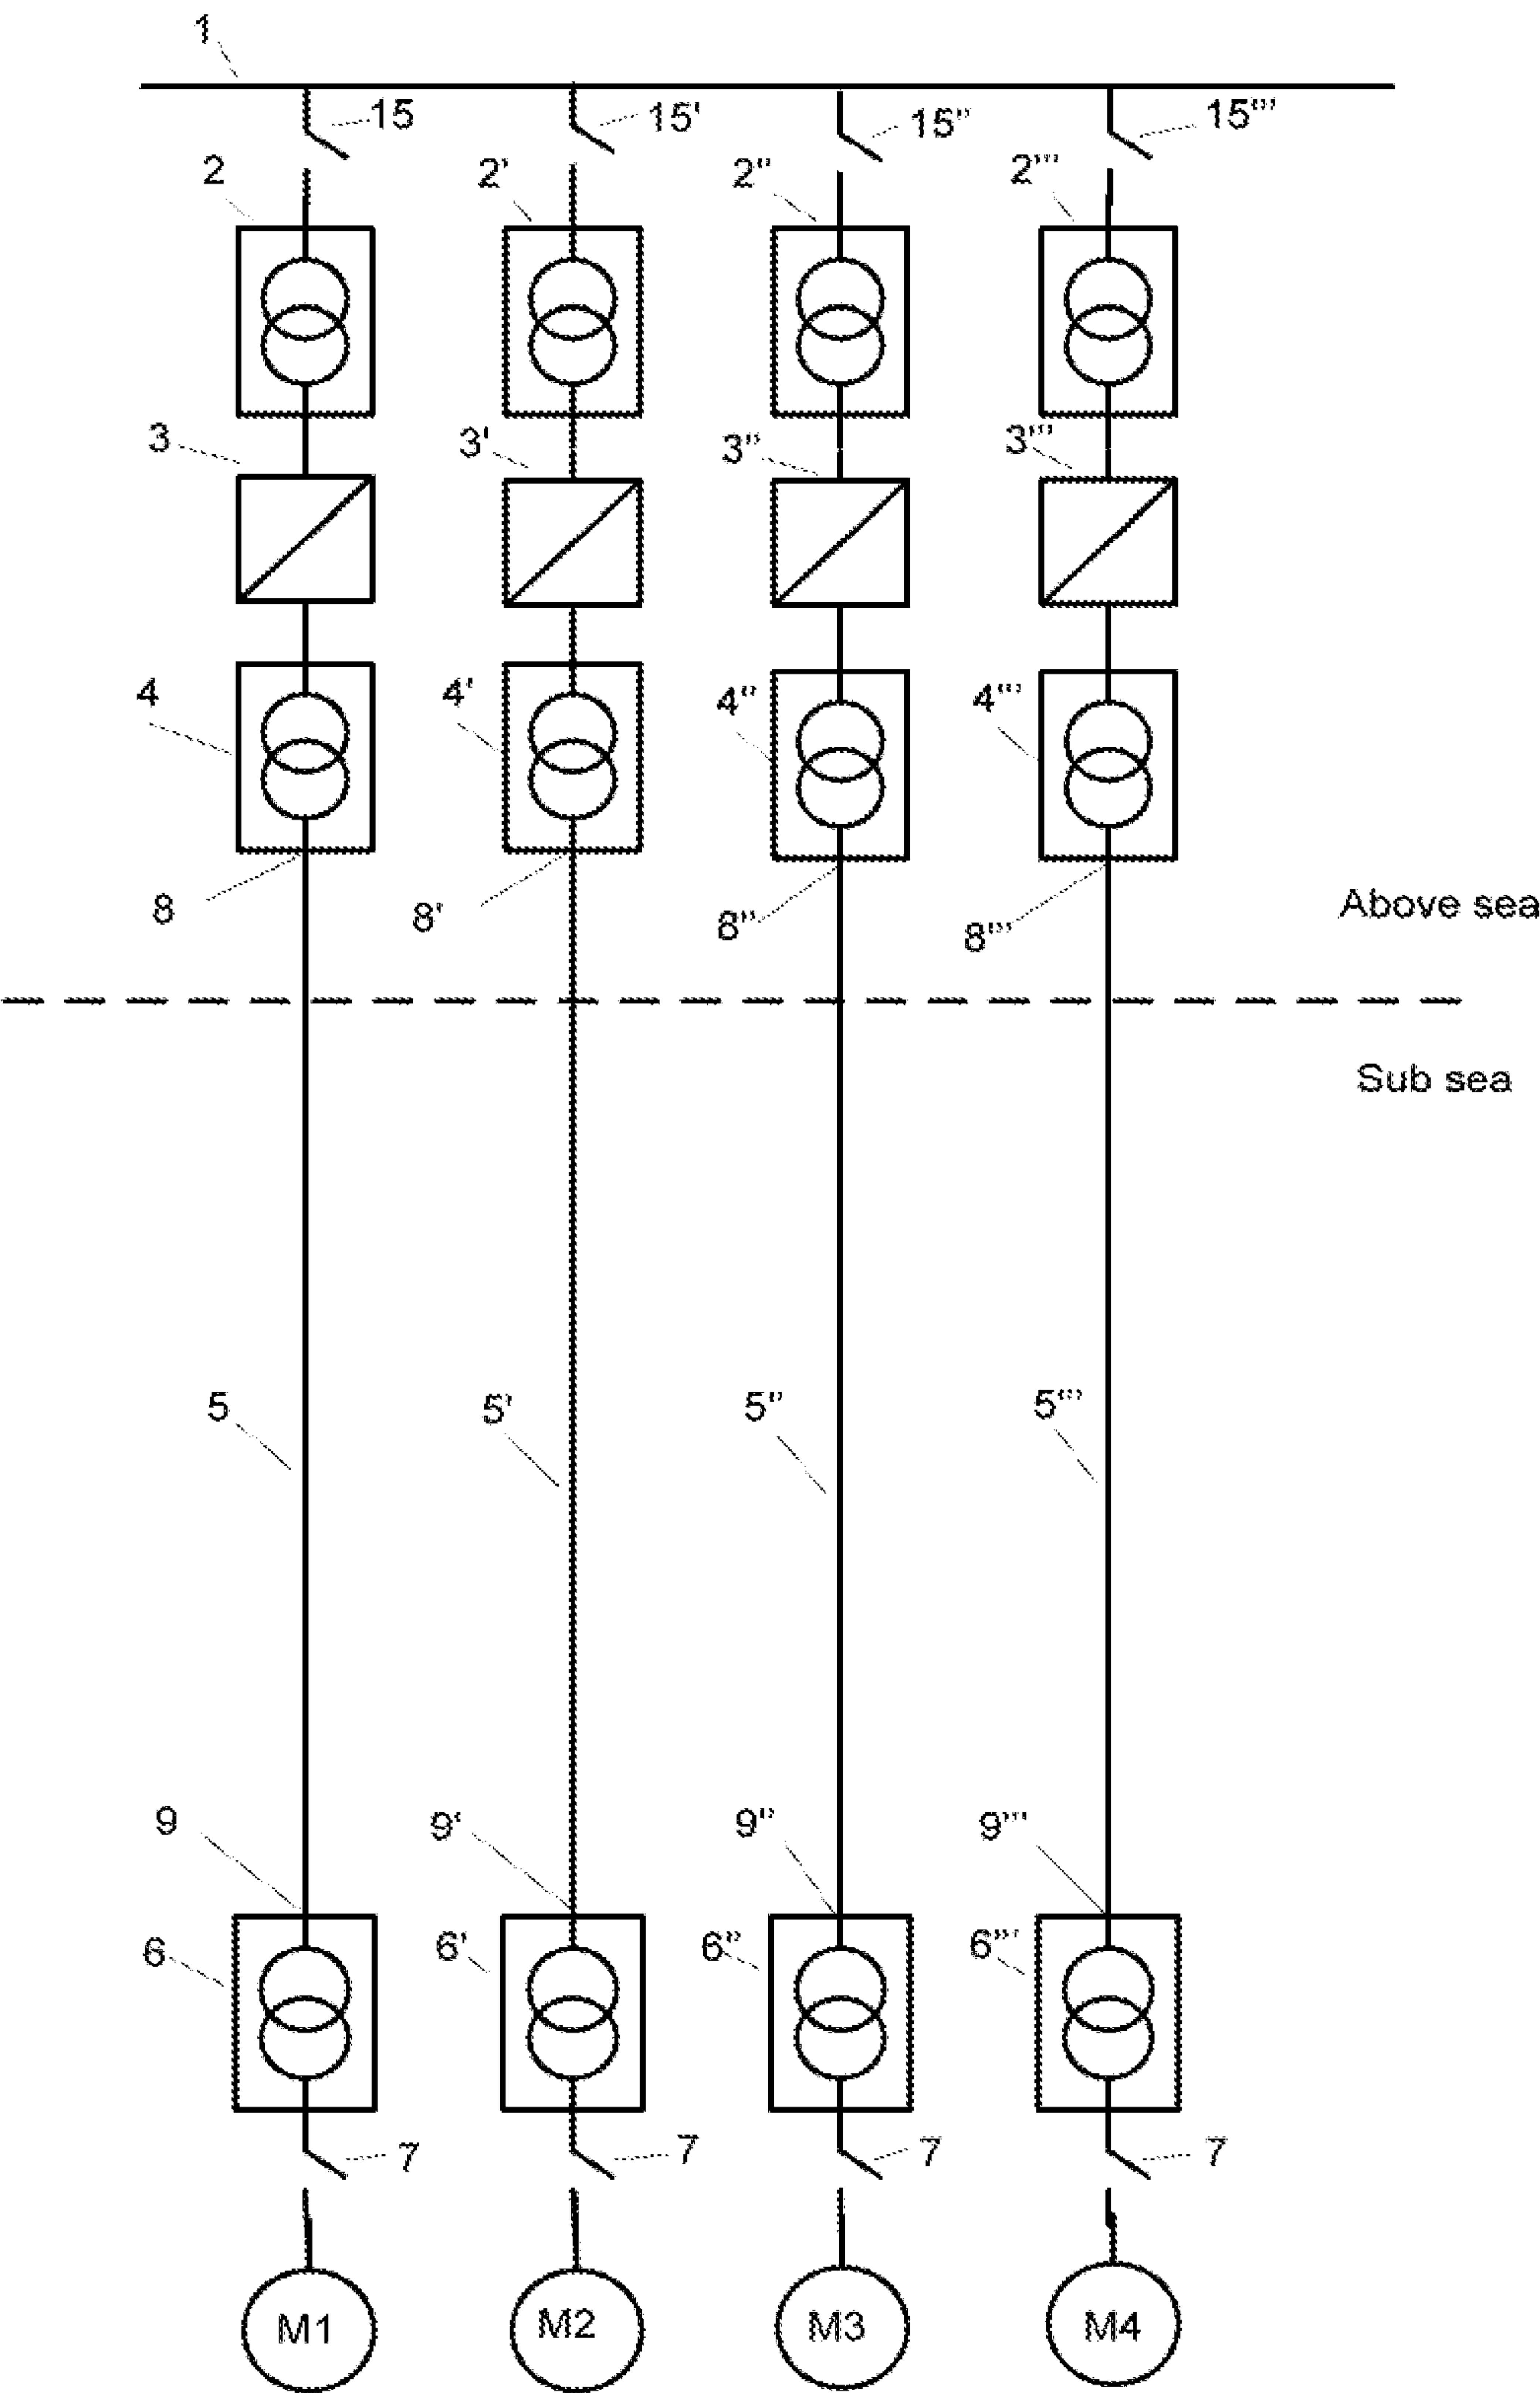 1
15 15' 15" 15'''
2 2' 2" 2'''
3 3' 3" 3'''
4 4' 4" 4'''
8 8' 8" 8'''
Above sea
Sub sea
5 5' 5" 5'''
9 9' 9" 9'''
6 6' 6" 6'''
7 7 7 7
M1 M2 M3 M4